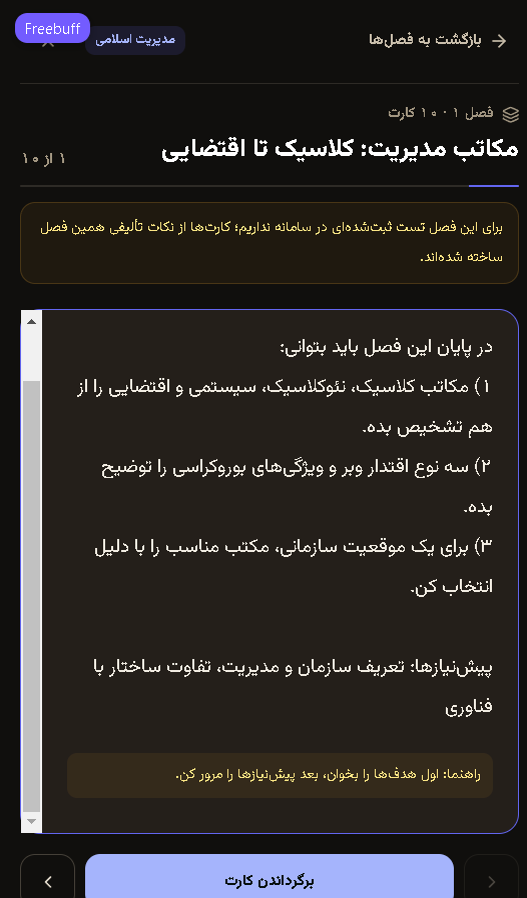 Freebuff
بازگشت به فصل‌ها
مدیریت اسلامی
فصل ۱ · ۱۰ کارت
مکاتب مدیریت: کلاسیک تا اقتضایی
۱ از ۱۰
برای این فصل تست ثبت‌شده‌ای در سامانه نداریم؛ کارت‌ها از نکات تألیفی همین فصل
ساخته شده‌اند.
در پایان این فصل باید بتوانی:
۱) مکاتب کلاسیک، نئوکلاسیک، سیستمی و اقتضایی را از
هم تشخیص بده.
۲) سه نوع اقتدار وبر و ویژگی‌های بوروکراسی را توضیح
بده.
۳) برای یک موقعیت سازمانی، مکتب مناسب را با دلیل
انتخاب کن.
پیش‌نیازها: تعریف سازمان و مدیریت، تفاوت ساختار با
فناوری
راهنما: اول هدف‌ها را بخوان، بعد پیش‌نیازها را مرور کن.
برگرداندن کارت